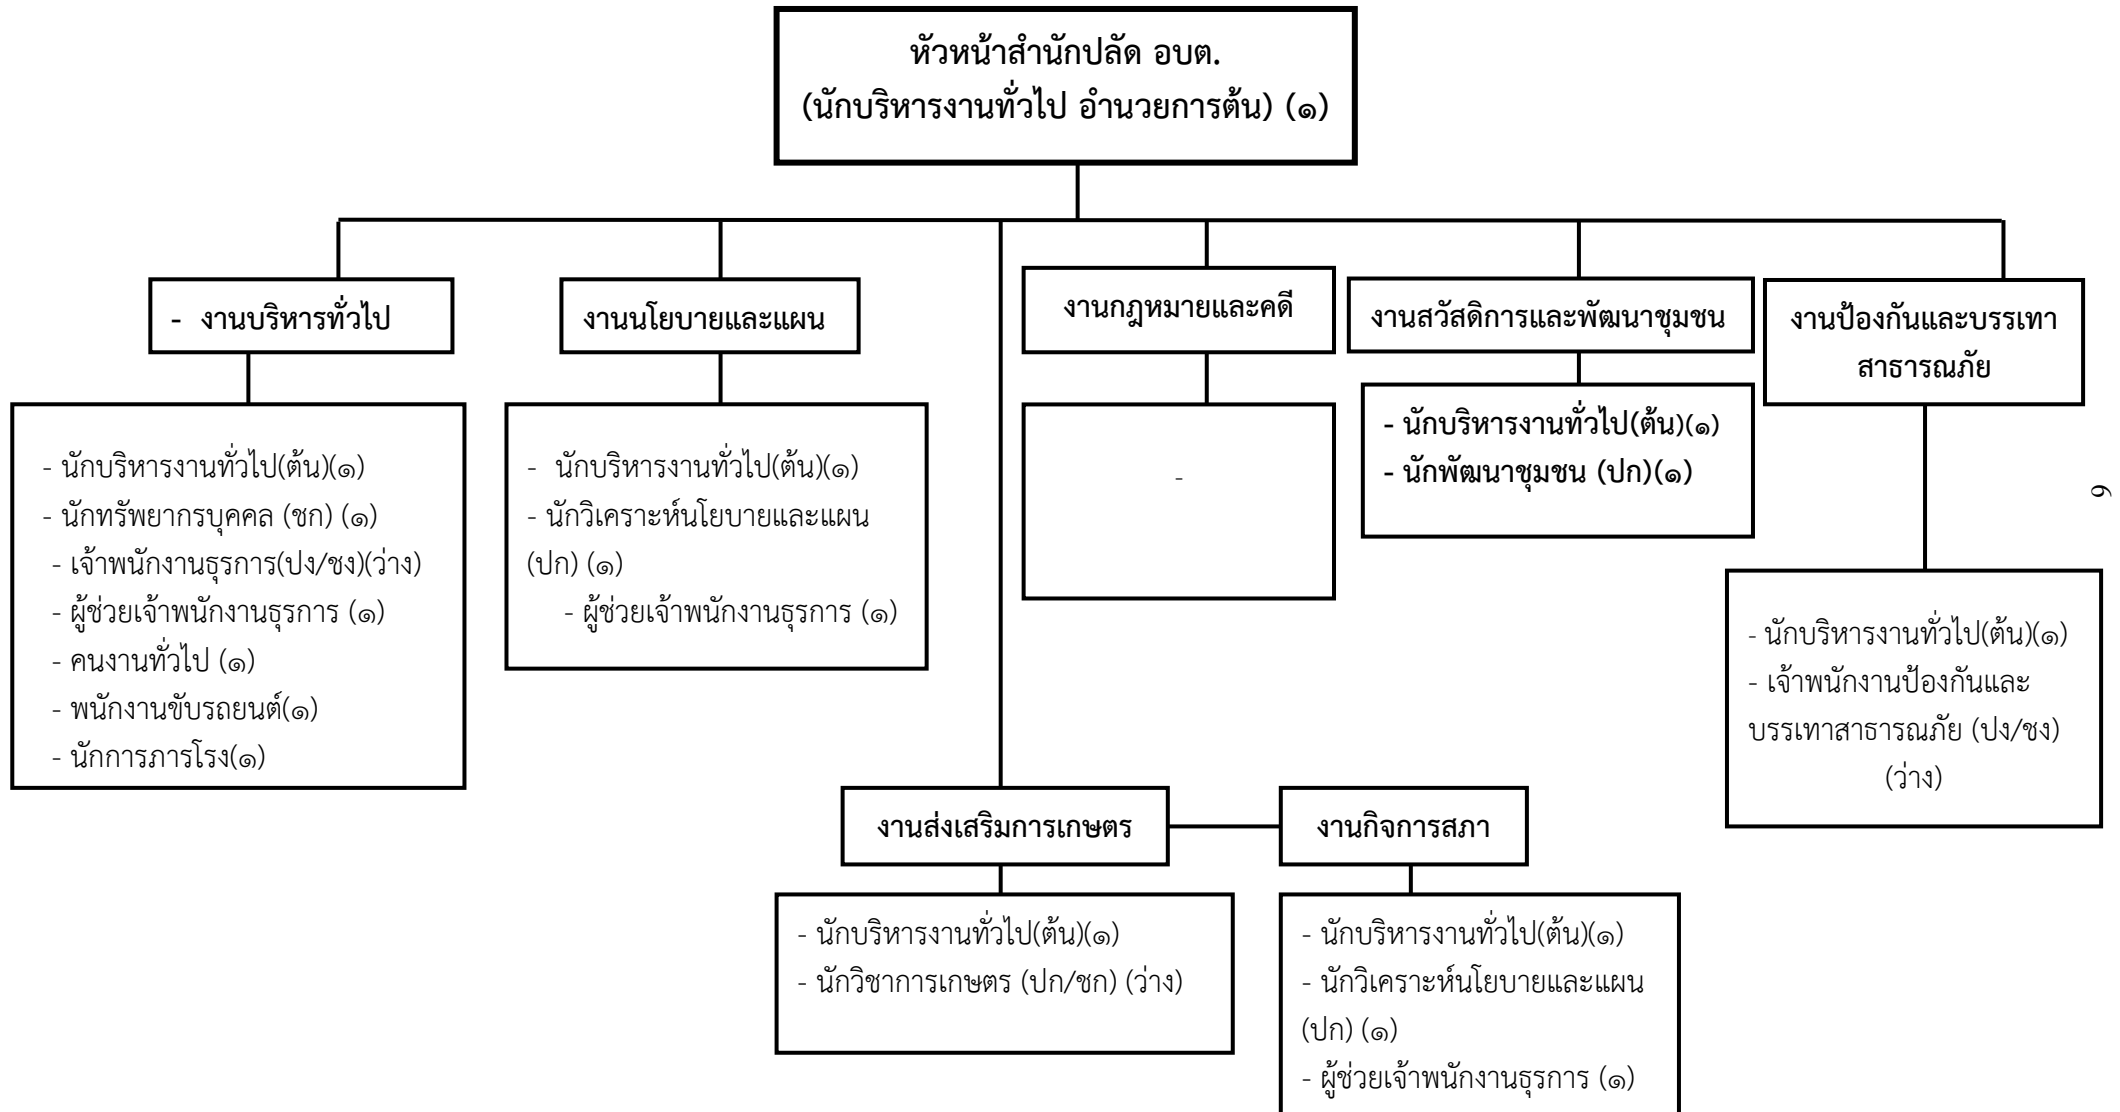 หัวหน้าสำนักปลัด อบต.
(นักบริหารงานทั่วไป อำนวยการต้น) (๑)
- งานบริหารทั่วไป
งานนโยบายและแผน
งานกฎหมายและคดี
งานสวัสดิการและพัฒนาชุมชน
งานป้องกันและบรรเทา
สาธารณภัย
- นักบริหารงานทั่วไป(ต้น)(๑)
- นักทรัพยากรบุคคล (ชก) (๑)
- เจ้าพนักงานธุรการ(ปง/ชง)(ว่าง)
- ผู้ช่วยเจ้าพนักงานธุรการ (๑)
- คนงานทั่วไป (๑)
- พนักงานขับรถยนต์(๑)
- นักการภารโรง(๑)
- นักบริหารงานทั่วไป(ต้น)(๑)
- นักวิเคราะห์นโยบายและแผน
(ปก) (๑)
- ผู้ช่วยเจ้าพนักงานธุรการ (๑)
-
- นักบริหารงานทั่วไป(ต้น)(๑)
- นักพัฒนาชุมชน (ปก)(๑)
- นักบริหารงานทั่วไป(ต้น)(๑)
- เจ้าพนักงานป้องกันและ
บรรเทาสาธารณภัย (ปง/ชง)
(ว่าง)
งานส่งเสริมการเกษตร
งานกิจการสภา
- นักบริหารงานทั่วไป(ต้น)(๑)
- นักวิชาการเกษตร (ปก/ชก) (ว่าง)
- นักบริหารงานทั่วไป(ต้น)(๑)
- นักวิเคราะห์นโยบายและแผน
(ปก) (๑)
- ผู้ช่วยเจ้าพนักงานธุรการ (๑)